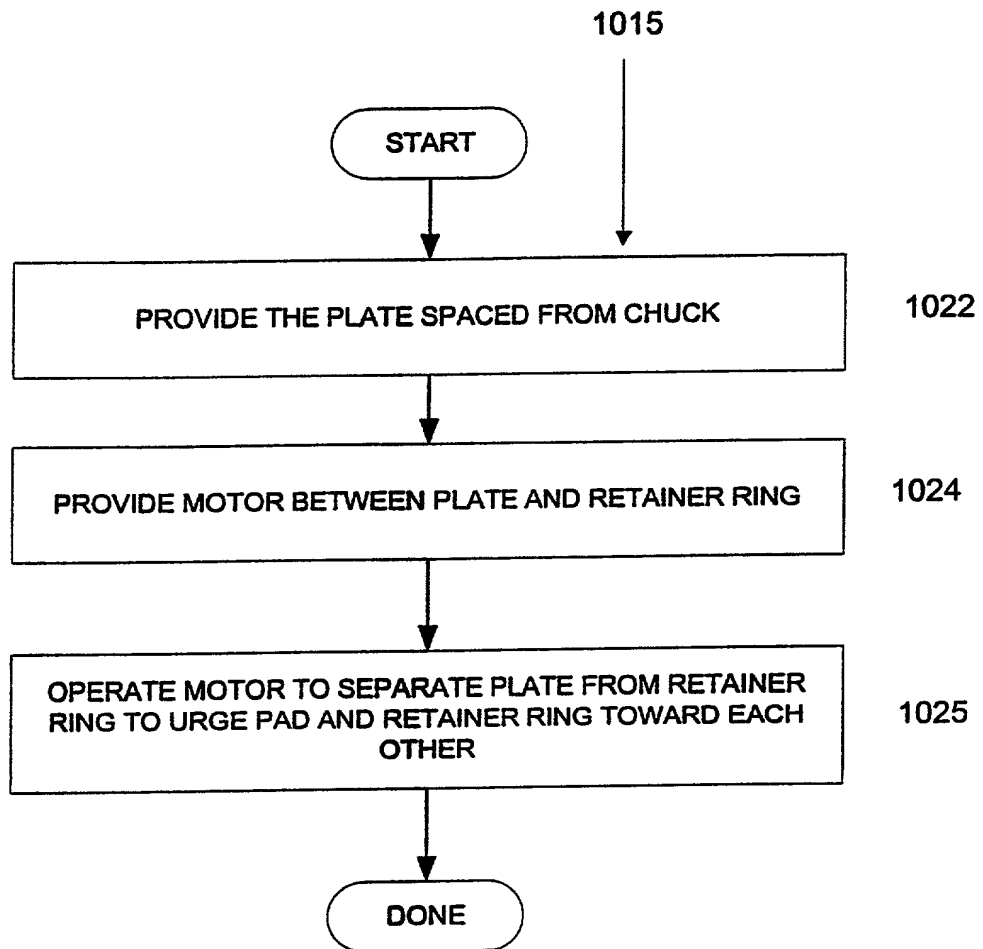 1015
START
PROVIDE THE PLATE SPACED FROM CHUCK
1022
PROVIDE MOTOR BETWEEN PLATE AND RETAINER RING
1024
OPERATE MOTOR TO SEPARATE PLATE FROM RETAINER
RING TO URGE PAD AND RETAINER RING TOWARD EACH
OTHER
1025
DONE